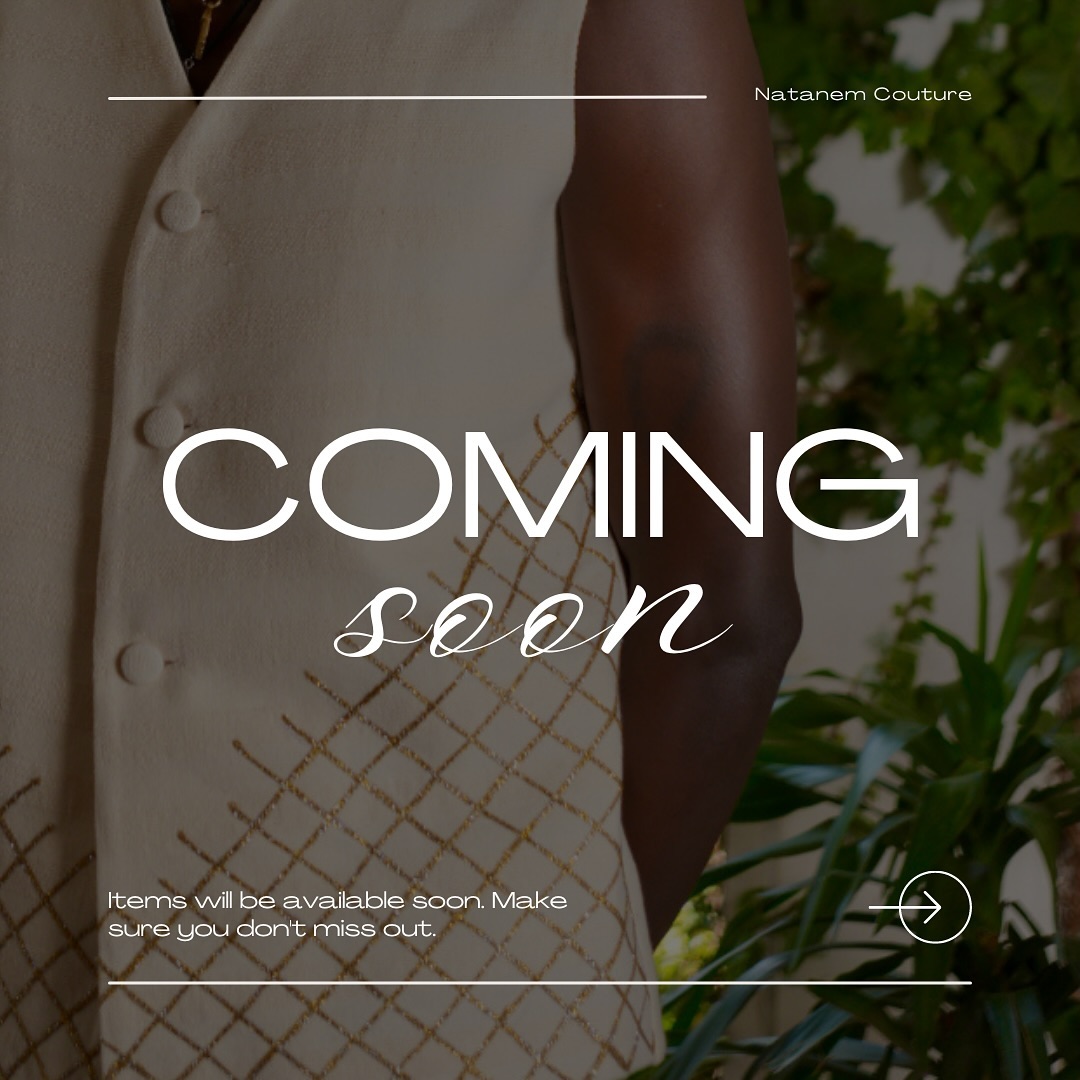 Natanem Couture
COMING
soon
Items will be available soon. Make
sure you don't miss out.